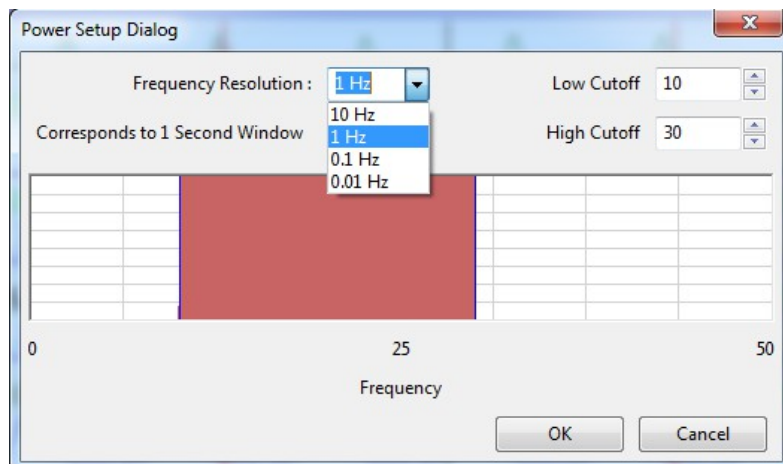 Power Setup Dialog
Frequency Resolution : 1 Hz Low Cutoff 10
10 Hz
Corresponds to 1 Second Window 1 Hz High Cutoff 30
0.1 Hz
0.01 Hz
0 25 50
Frequency
OK Cancel